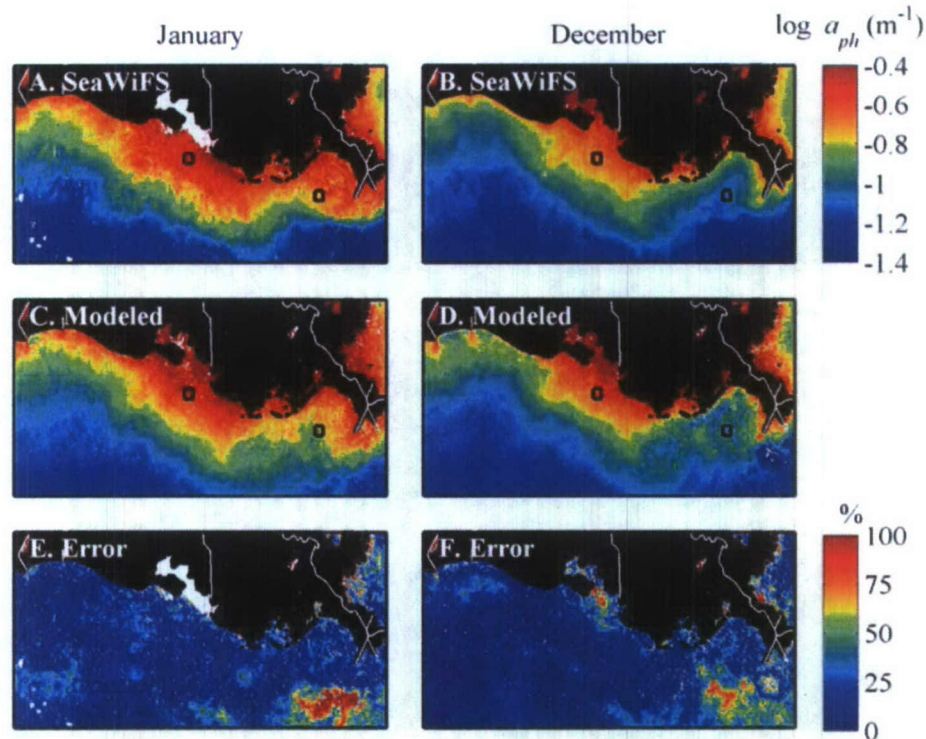 January
December
log a_ph (m⁻¹)
A. SeaWiFS
B. SeaWiFS
-0.4
-0.6
-0.8
-1
-1.2
-1.4
C. Modeled
D. Modeled
%
E. Error
F. Error
100
75
50
25
0